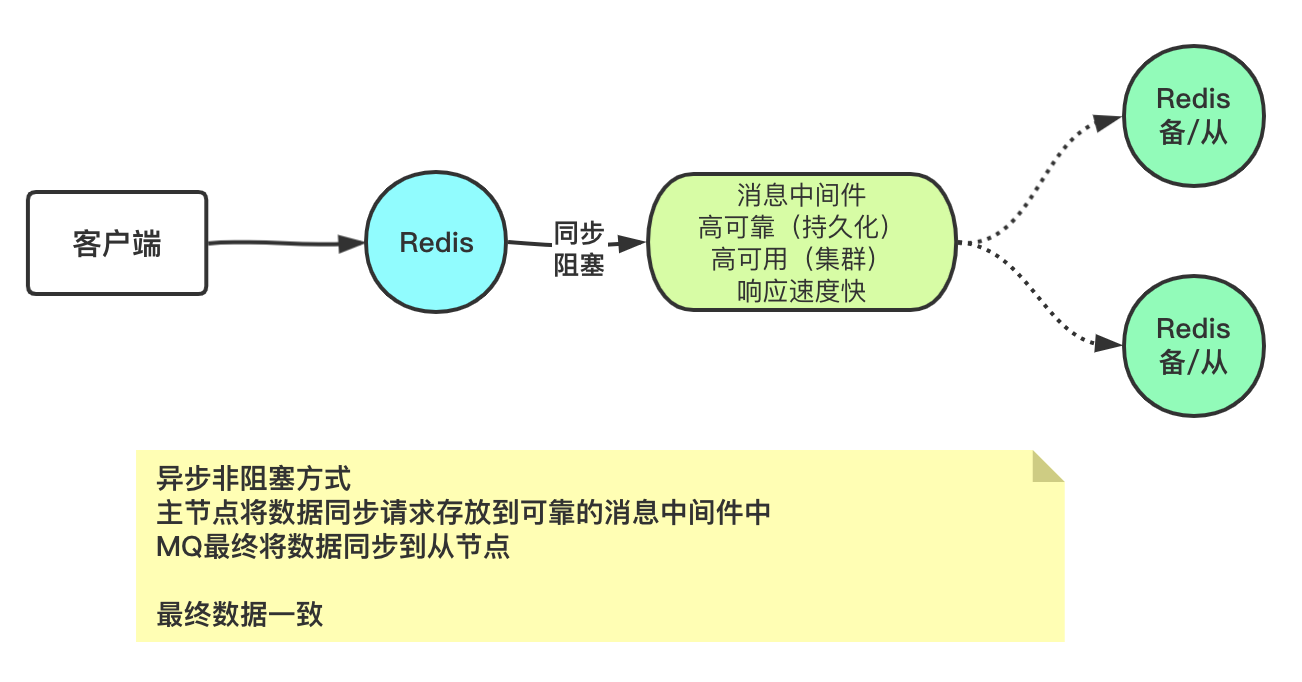 客户端
Redis
同步
阻塞
消息中间件
高可靠（持久化）
高可用（集群）
响应速度快
Redis
备/从
Redis
备/从
异步非阻塞方式
主节点将数据同步请求存放到可靠的消息中间件中
MQ最终将数据同步到从节点
最终数据一致